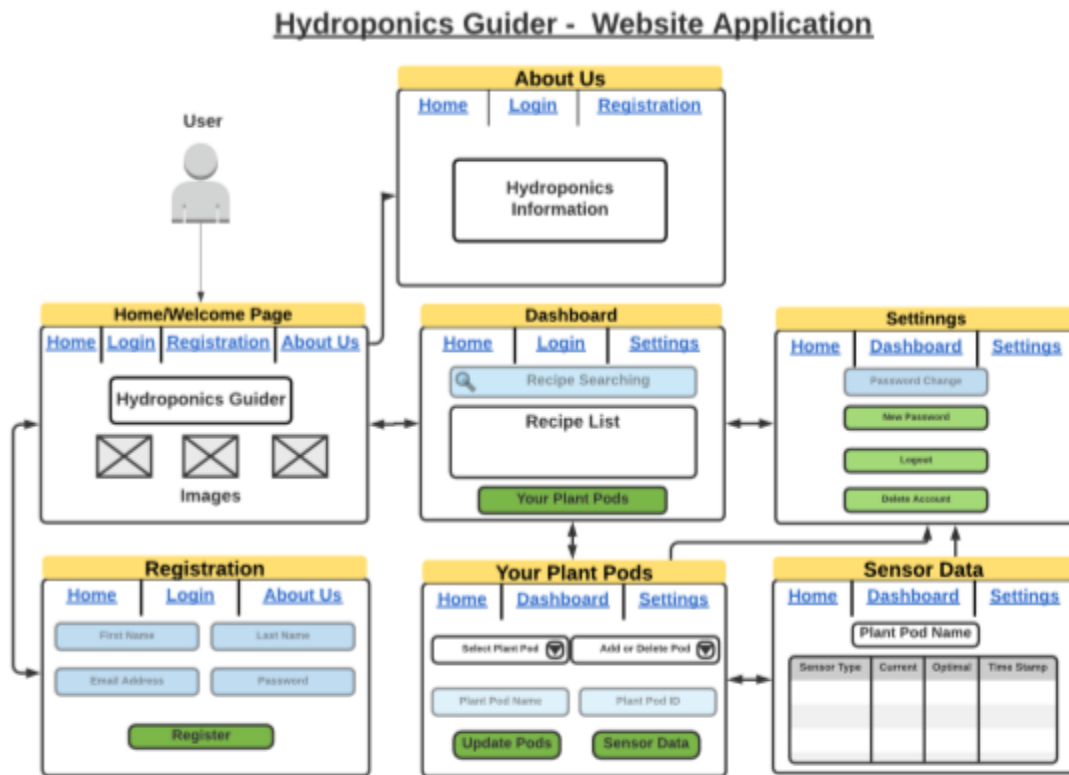 Hydroponics Guider - Website Application
User
About Us
Home Login Registration
Hydroponics
Information
Home/Welcome Page
Home Login Registration About Us
Hydroponics Guider
Images
Dashboard
Home Login Settings
Recipe Searching
Recipe List
Your Plant Pods
Settinngs
Home Dashboard Settings
Password Change
New Password
Logout
Delete Account
Registration
Home Login About Us
First Name Last Name
Email Address Password
Register
Your Plant Pods
Home Dashboard Settings
Select Plant Pod Add or Delete Pod
Plant Pod Name Plant Pod ID
Update Pods Sensor Data
Sensor Data
Home Dashboard Settings
Plant Pod Name
Sensor Type Current Optimal Time Stamp